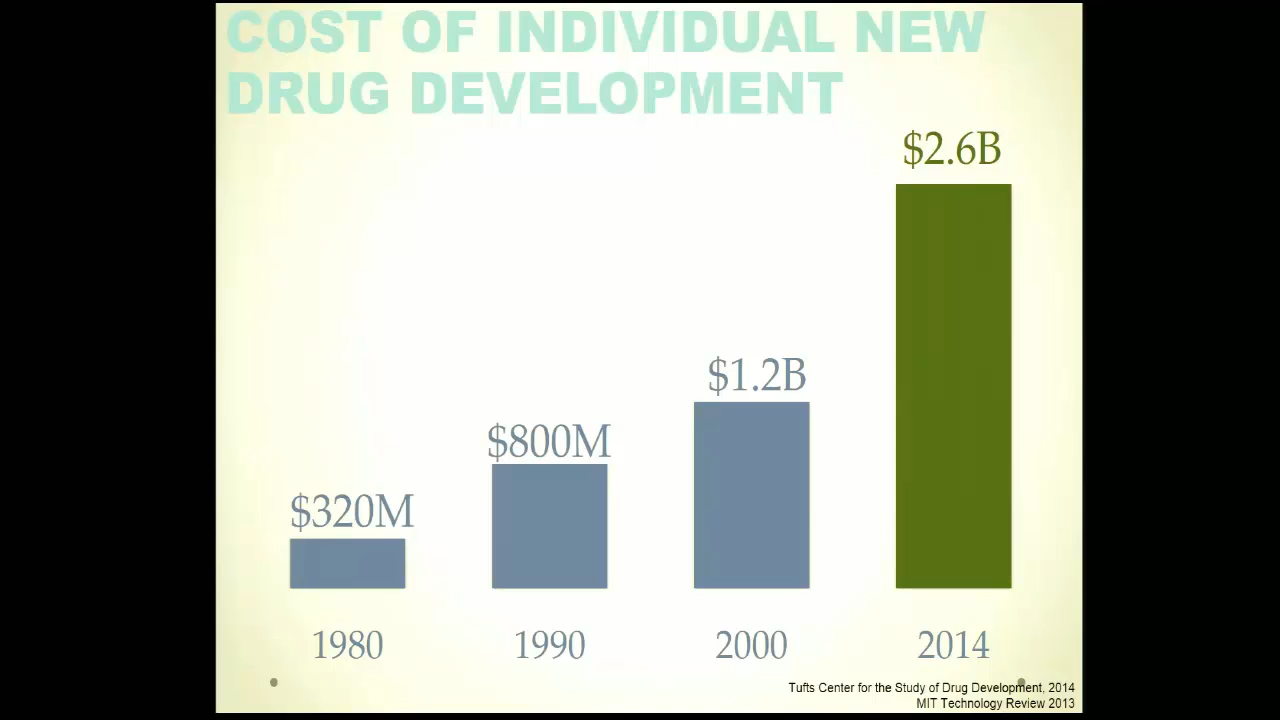 COST OF INDIVIDUAL NEW
DRUG DEVELOPMENT
$2.6B
$1.2B
$800M
$320M
1980 1990 2000 2014
Tufts Center for the Study of Drug Development, 2014
MIT Technology Review 2013